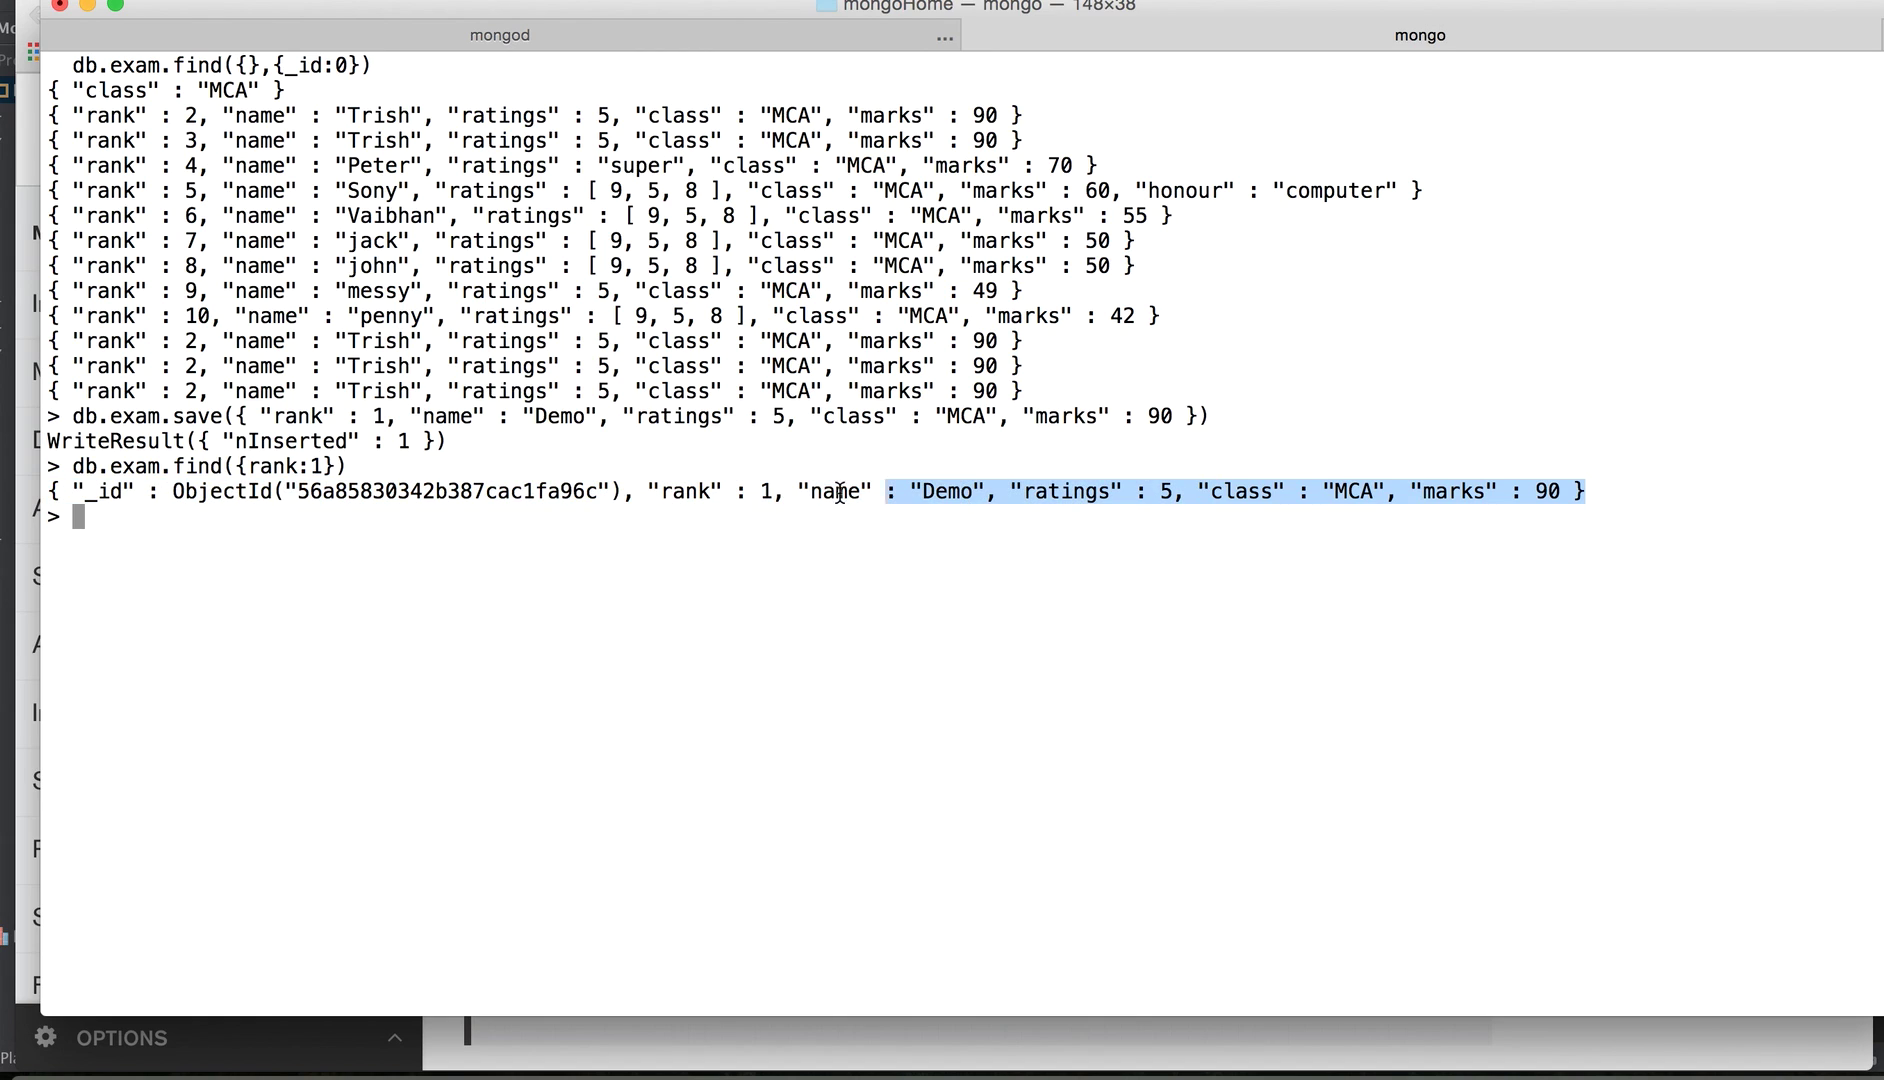 mongoHome — mongo — 148×38
mongod
...
mongo
db.exam.find({},{_id:0})
{ "class" : "MCA" }
{ "rank" : 2, "name" : "Trish", "ratings" : 5, "class" : "MCA", "marks" : 90 }
{ "rank" : 3, "name" : "Trish", "ratings" : 5, "class" : "MCA", "marks" : 90 }
{ "rank" : 4, "name" : "Peter", "ratings" : "super", "class" : "MCA", "marks" : 70 }
{ "rank" : 5, "name" : "Sony", "ratings" : [ 9, 5, 8 ], "class" : "MCA", "marks" : 60, "honour" : "computer" }
{ "rank" : 6, "name" : "Vaibhan", "ratings" : [ 9, 5, 8 ], "class" : "MCA", "marks" : 55 }
{ "rank" : 7, "name" : "jack", "ratings" : [ 9, 5, 8 ], "class" : "MCA", "marks" : 50 }
{ "rank" : 8, "name" : "john", "ratings" : [ 9, 5, 8 ], "class" : "MCA", "marks" : 50 }
{ "rank" : 9, "name" : "messy", "ratings" : 5, "class" : "MCA", "marks" : 49 }
{ "rank" : 10, "name" : "penny", "ratings" : [ 9, 5, 8 ], "class" : "MCA", "marks" : 42 }
{ "rank" : 2, "name" : "Trish", "ratings" : 5, "class" : "MCA", "marks" : 90 }
{ "rank" : 2, "name" : "Trish", "ratings" : 5, "class" : "MCA", "marks" : 90 }
{ "rank" : 2, "name" : "Trish", "ratings" : 5, "class" : "MCA", "marks" : 90 }
> db.exam.save({ "rank" : 1, "name" : "Demo", "ratings" : 5, "class" : "MCA", "marks" : 90 })
WriteResult({ "nInserted" : 1 })
> db.exam.find({rank:1})
{ "_id" : ObjectId("56a85830342b387cac1fa96c"), "rank" : 1, "name" : "Demo", "ratings" : 5, "class" : "MCA", "marks" : 90 }
>
OPTIONS